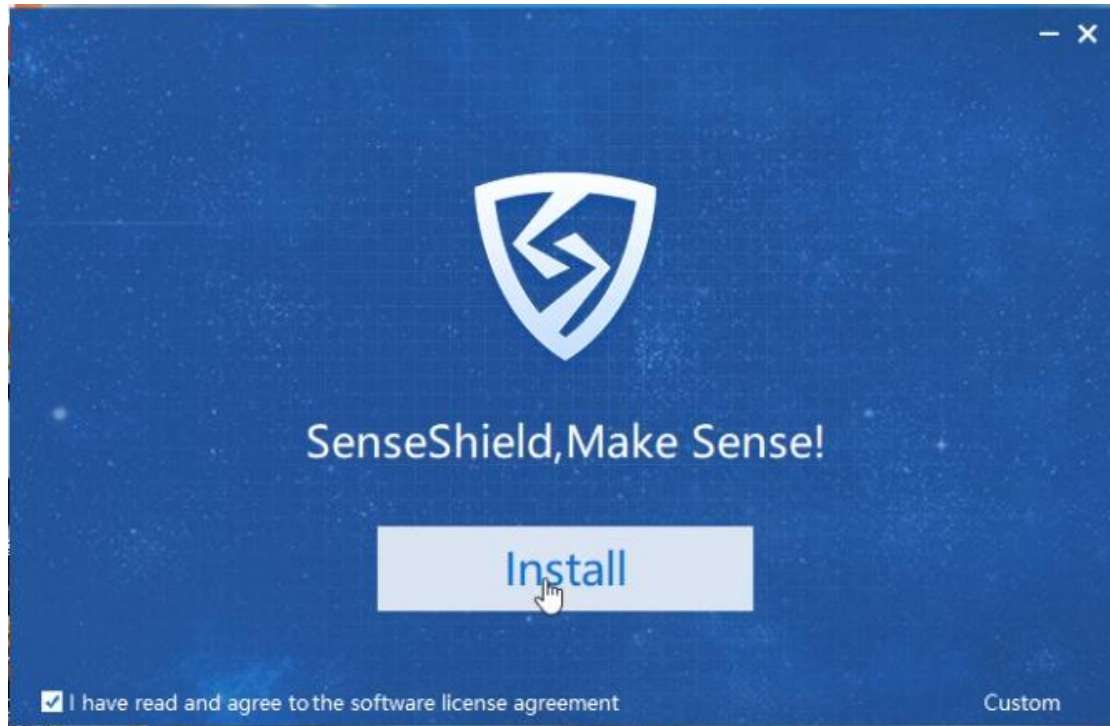 SenseShield,Make Sense!
Install
I have read and agree to the software license agreement
Custom